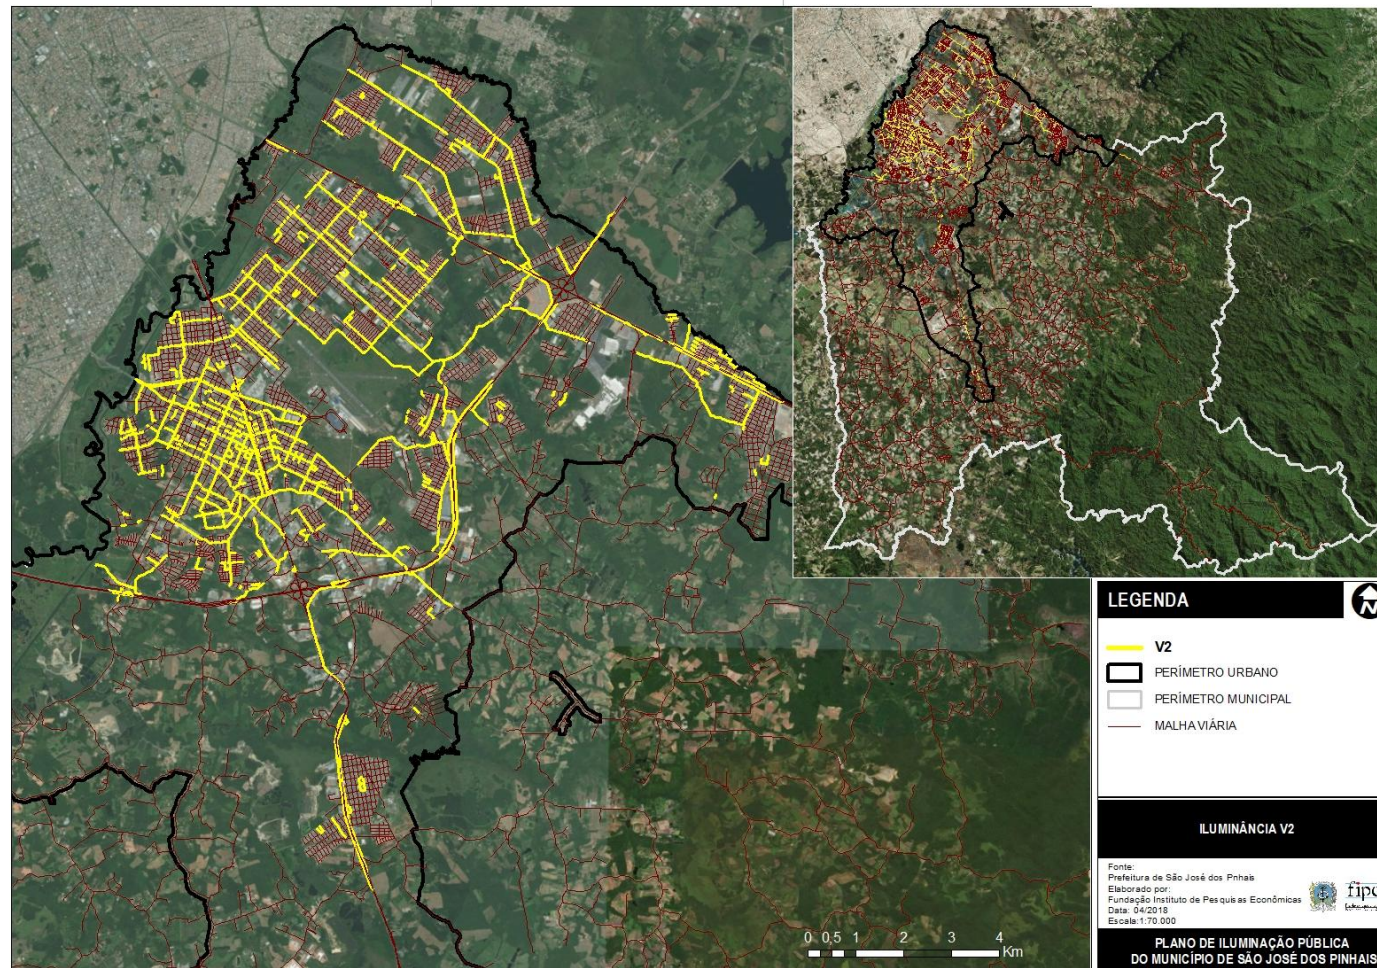 LEGENDA
N
V2
PERÍMETRO URBANO
PERÍMETRO MUNICIPAL
MALHA VIÁRIA
ILUMINÂNCIA V2
Fonte:
Prefeitura de São José dos Pnhais
Elaborado por:
Fundação Instituto de Pesquisas Econômicas
Data: 04/2018
Escala:1:70.000
PLANO DE ILUMINAÇÃO PÚBLICA
DO MUNICÍPIO DE SÃO JOSÉ DOS PINHAIS
0 0,5 1 2 3 4
Km